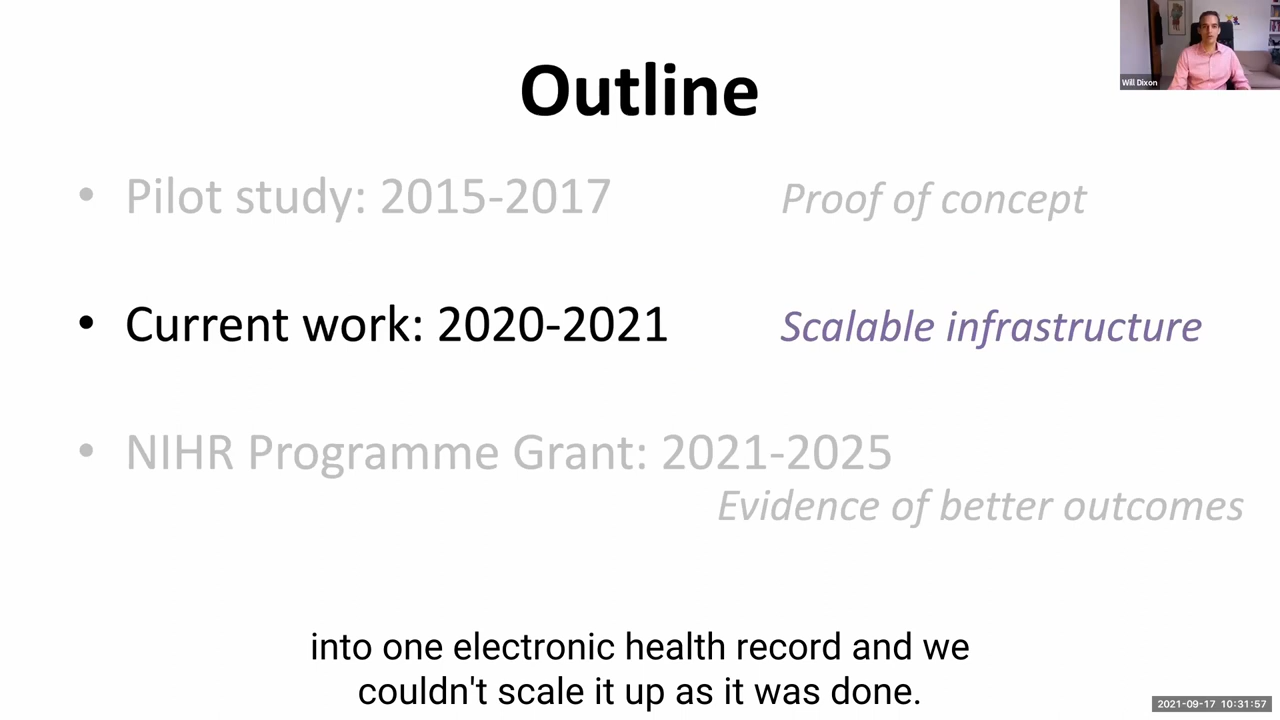 Outline
Will Dixon
• Pilot study: 2015-2017 Proof of concept
• Current work: 2020-2021 Scalable infrastructure
• NIHR Programme Grant: 2021-2025
Evidence of better outcomes
into one electronic health record and we
couldn't scale it up as it was done.
2021-09-17 10:31:57